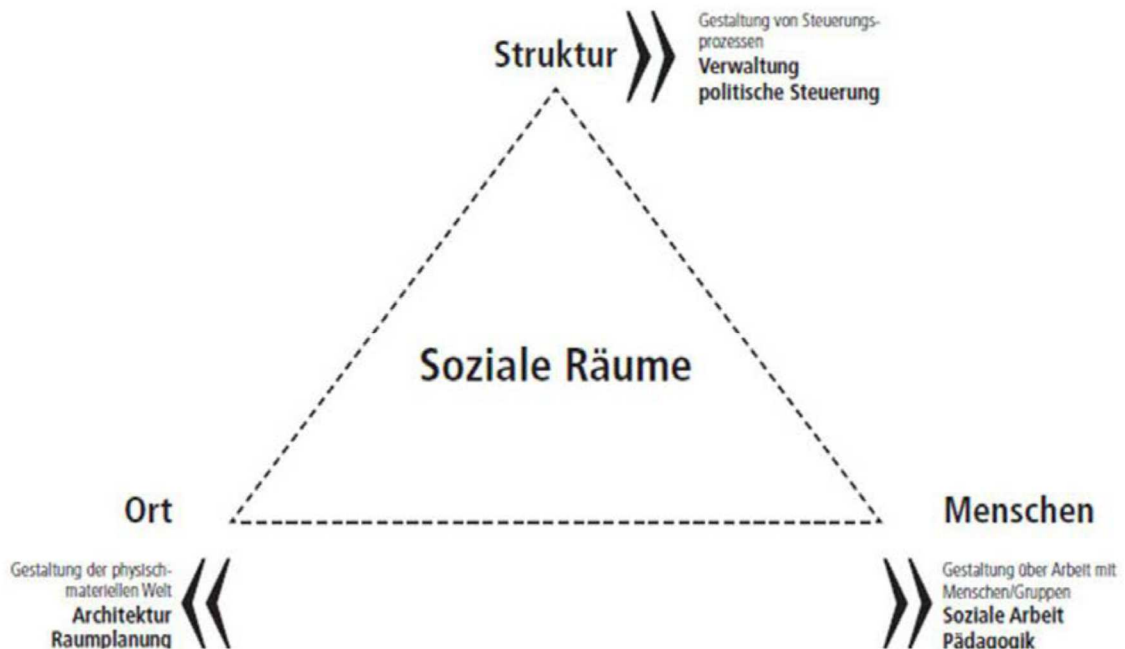 Struktur
Gestaltung von Steuerungs-
prozessen
Verwaltung
politische Steuerung
Soziale Räume
Ort
Gestaltung der physisch-
materiellen Welt
Architektur
Raumplanung
Menschen
Gestaltung über Arbeit mit
Menschen/Gruppen
Soziale Arbeit
Pädagogik